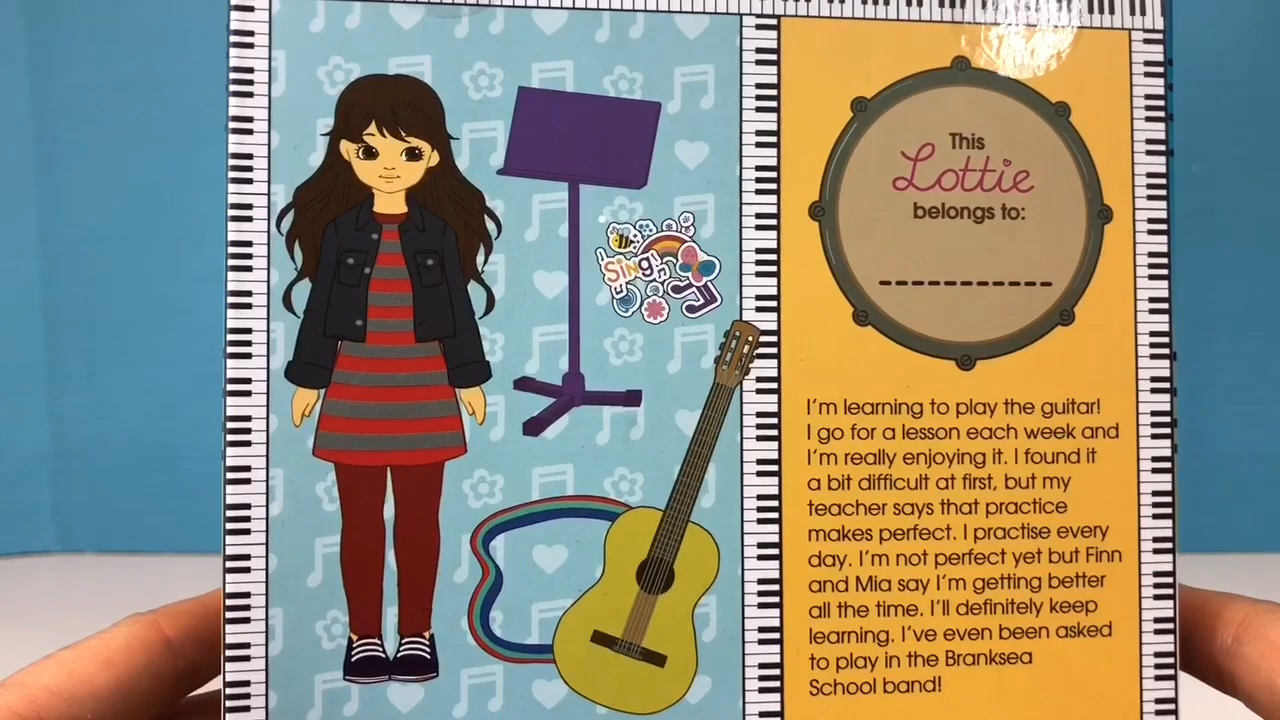 Sing
This
Lottie
belongs to:
I'm learning to play the guitar!
I go for a lesson each week and
I'm really enjoying it. I found it
a bit difficult at first, but my
teacher says that practice
makes perfect. I practise every
day. I'm not perfect yet but Finn
and Mia say I'm getting better
all the time. I'll definitely keep
learning. I've even been asked
to play in the Branksea
School band!